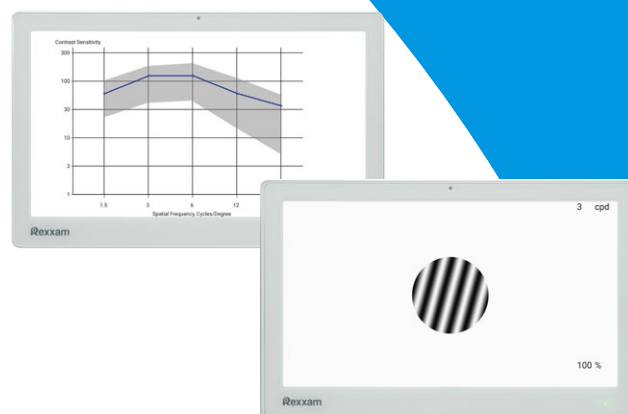 Contrast Sensitivity
300
100
30
10
3
1
1.5 3 6 12
Spatial Frequency, Cycles/Degree
Rexxam
3 cpd
100 %
Rexxam